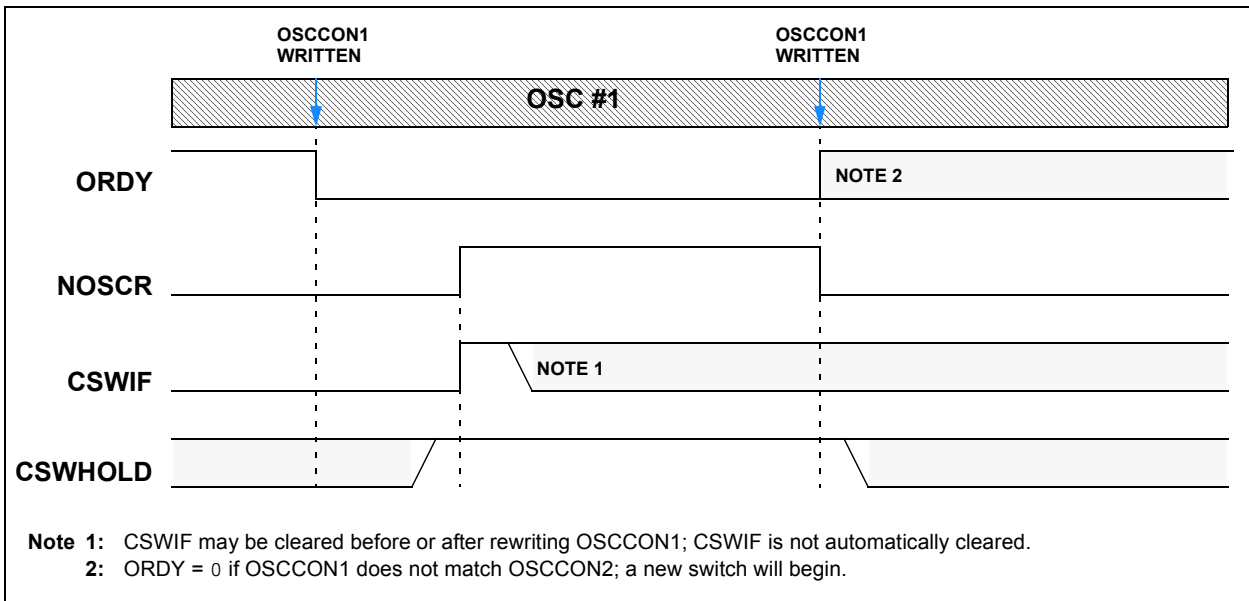 OSCCON1
WRITTEN
OSCCON1
WRITTEN
OSC #1
ORDY
NOTE 2
NOSCR
CSWIF
NOTE 1
CSWHOLD
Note 1: CSWIF may be cleared before or after rewriting OSCCON1; CSWIF is not automatically cleared.
2: ORDY = 0 if OSCCON1 does not match OSCCON2; a new switch will begin.